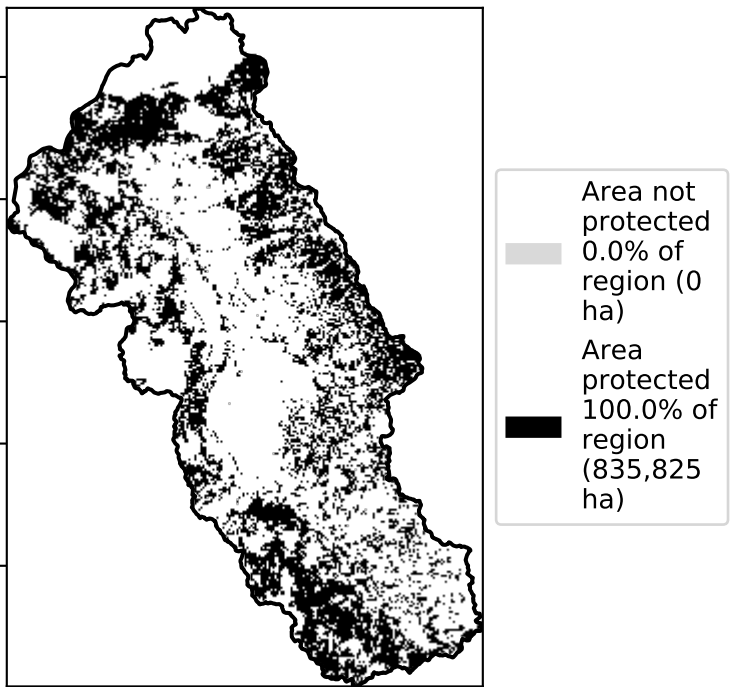 Area not
protected
0.0% of
region (0
ha)
Area
protected
100.0% of
region
(835,825
ha)